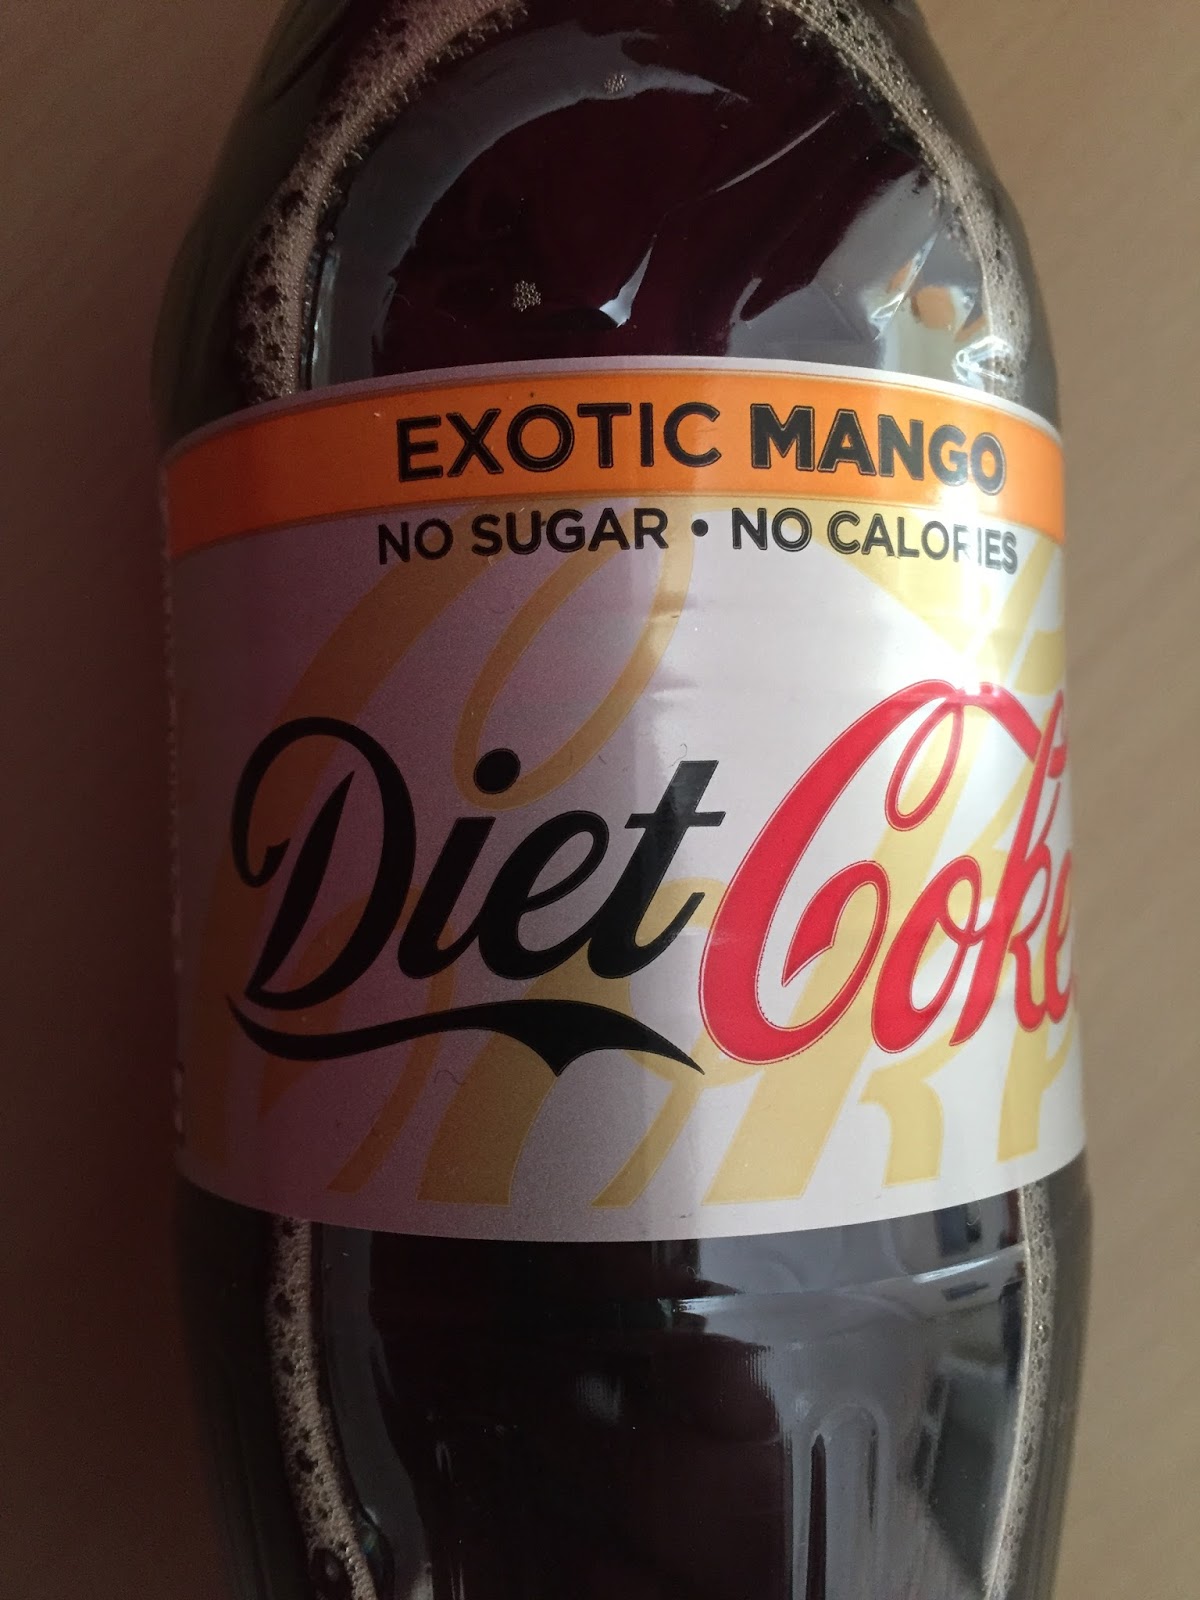 EXOTIC MANGO
NO SUGAR • NO CALORIES
Diet Coke